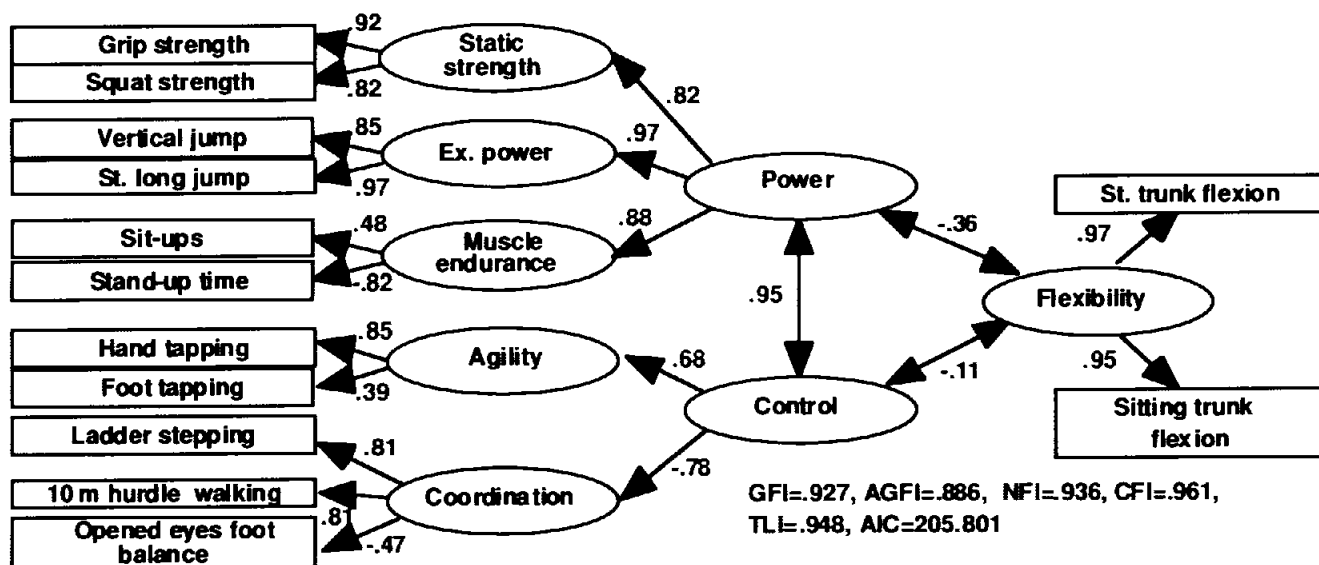 .92
Grip strength
Static
strength
Squat strength
.82
.82
Vertical jump
.85
Ex. power
.97
St. long jump
.97
Power
St. trunk flexion
Sit-ups
.48
Muscle
endurance
.88
-.36
.97
Stand-up time
-.82
.95
Flexibility
Hand tapping
.85
Agility
.68
-.11
.95
Foot tapping
.39
Control
Sitting trunk
flexion
Ladder stepping
.81
-.78
10 m hurdle walking
.81
Coordination
Opened eyes foot
balance
-.47
GFI=.927, AGFI=.886, NFI=.936, CFI=.961,
TLI=.948, AIC=205.801